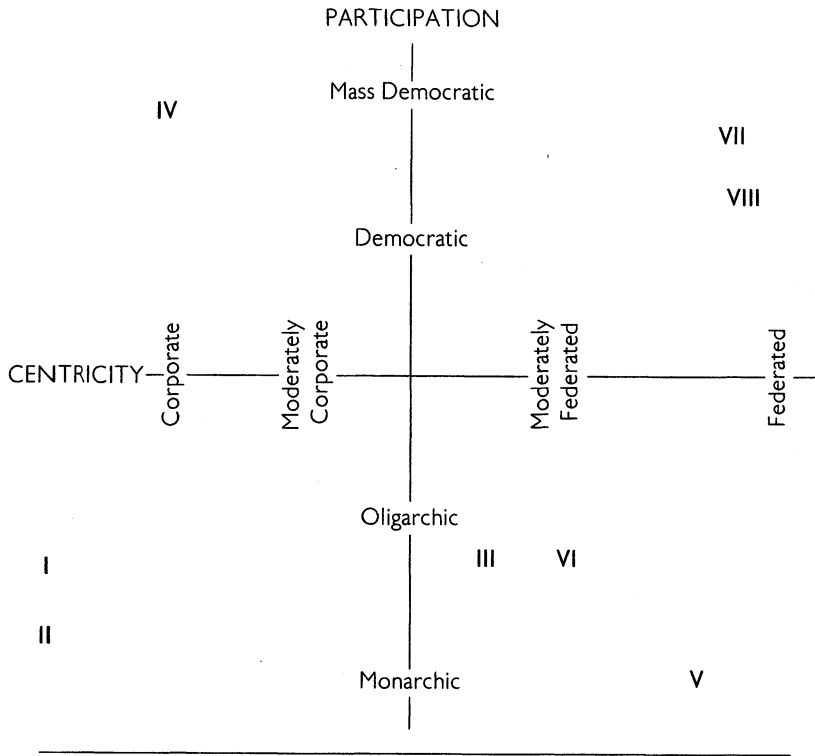 PARTICIPATION
Mass Democratic
IV
VII
VIII
Democratic
CENTRICITY
Corporate
Moderately
Corporate
Moderately
Federated
Federated
Oligarchic
I
III
VI
II
Monarchic
V